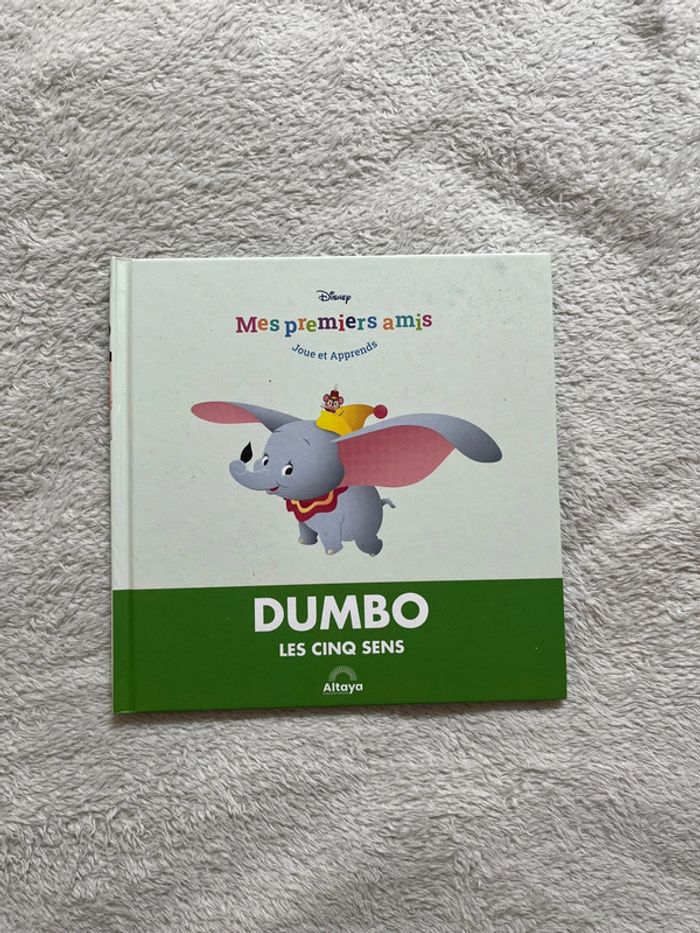 Disney
Mes premiers amis
Joue et Apprends
DUMBO
LES CINQ SENS
Altaya